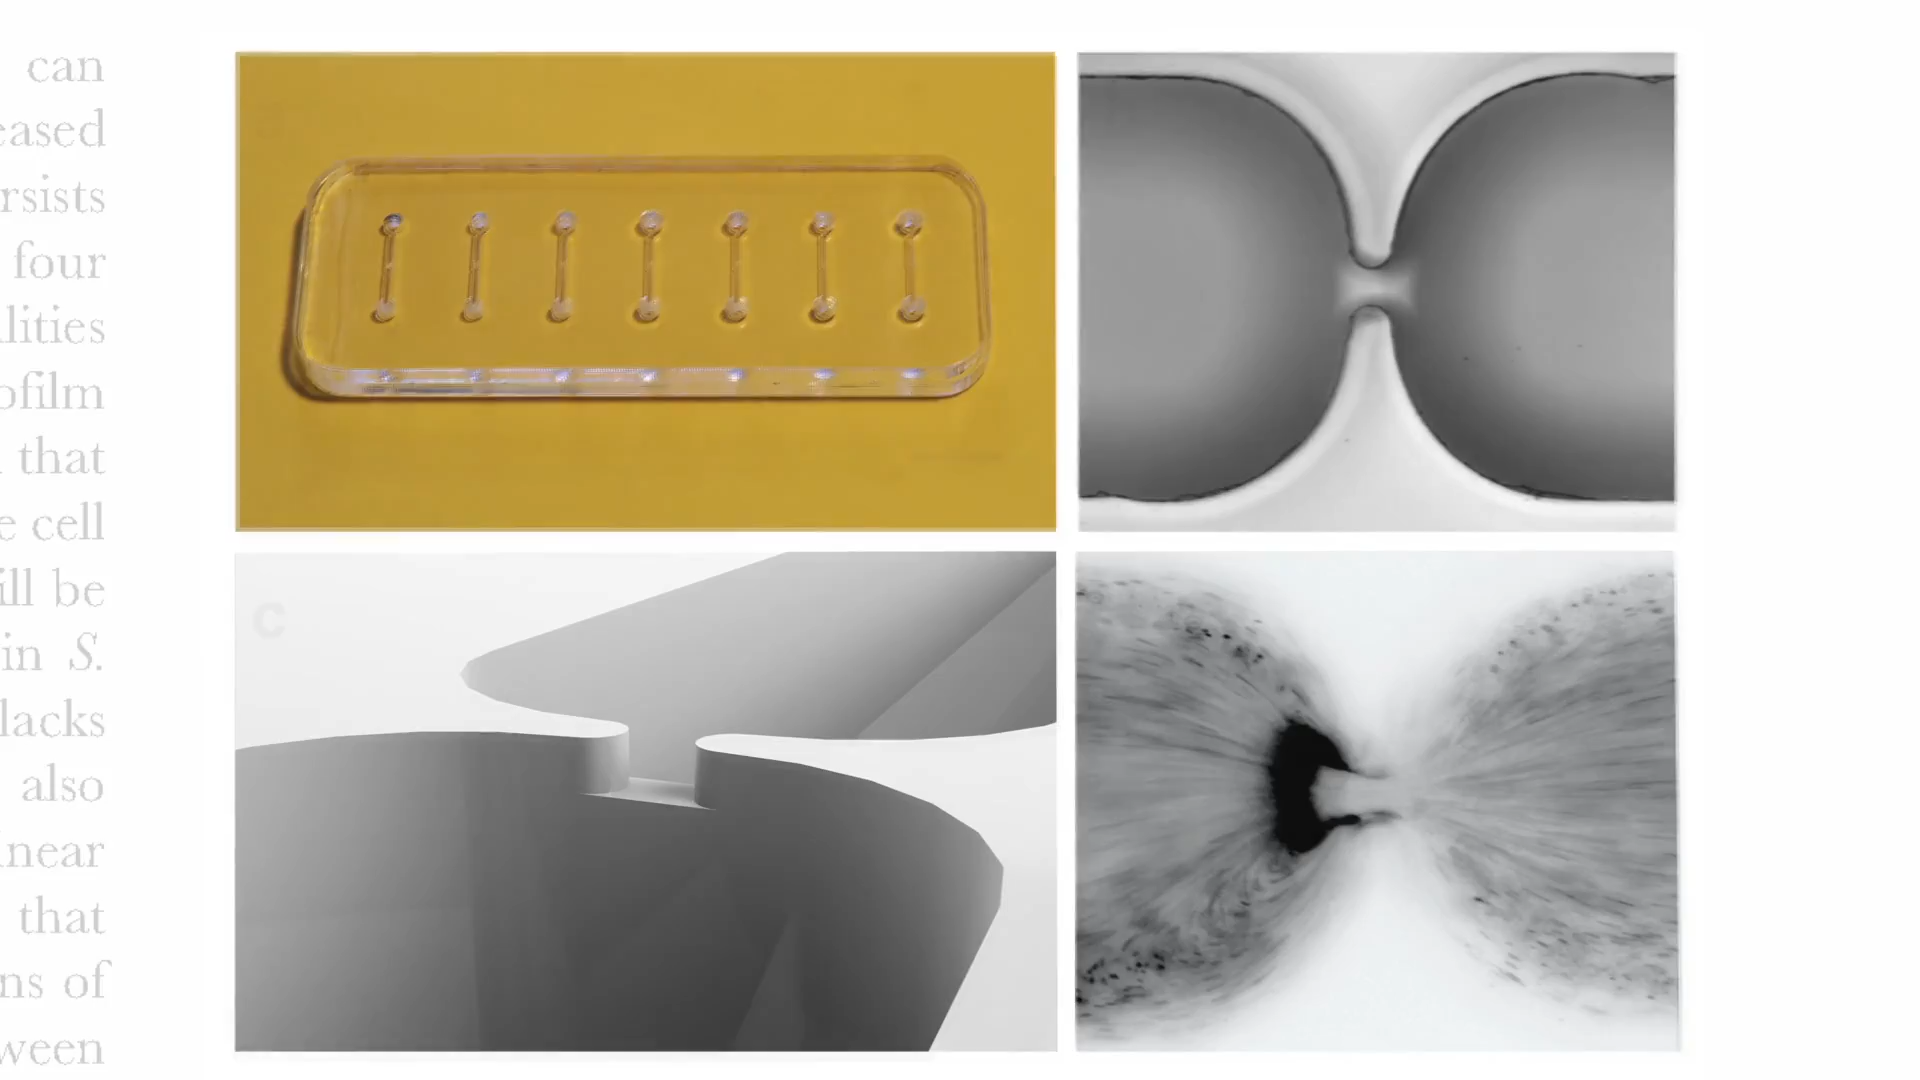 can
eased
rsists
four
lities
ofilm
that
e cell
ill be
in S.
lacks
also
near
that
ns of
ween
C